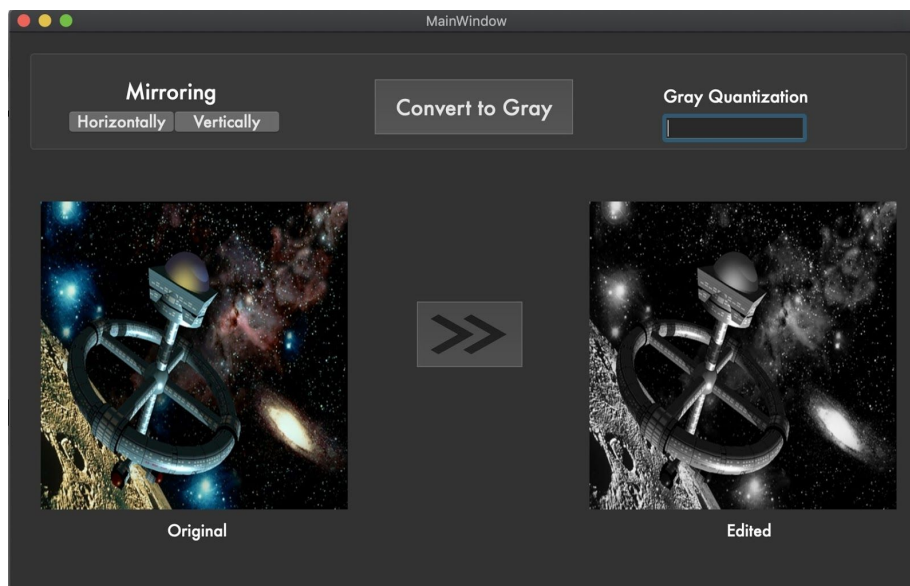 MainWindow
Mirroring
Horizontally Vertically
Convert to Gray
Gray Quantization
Original
Edited